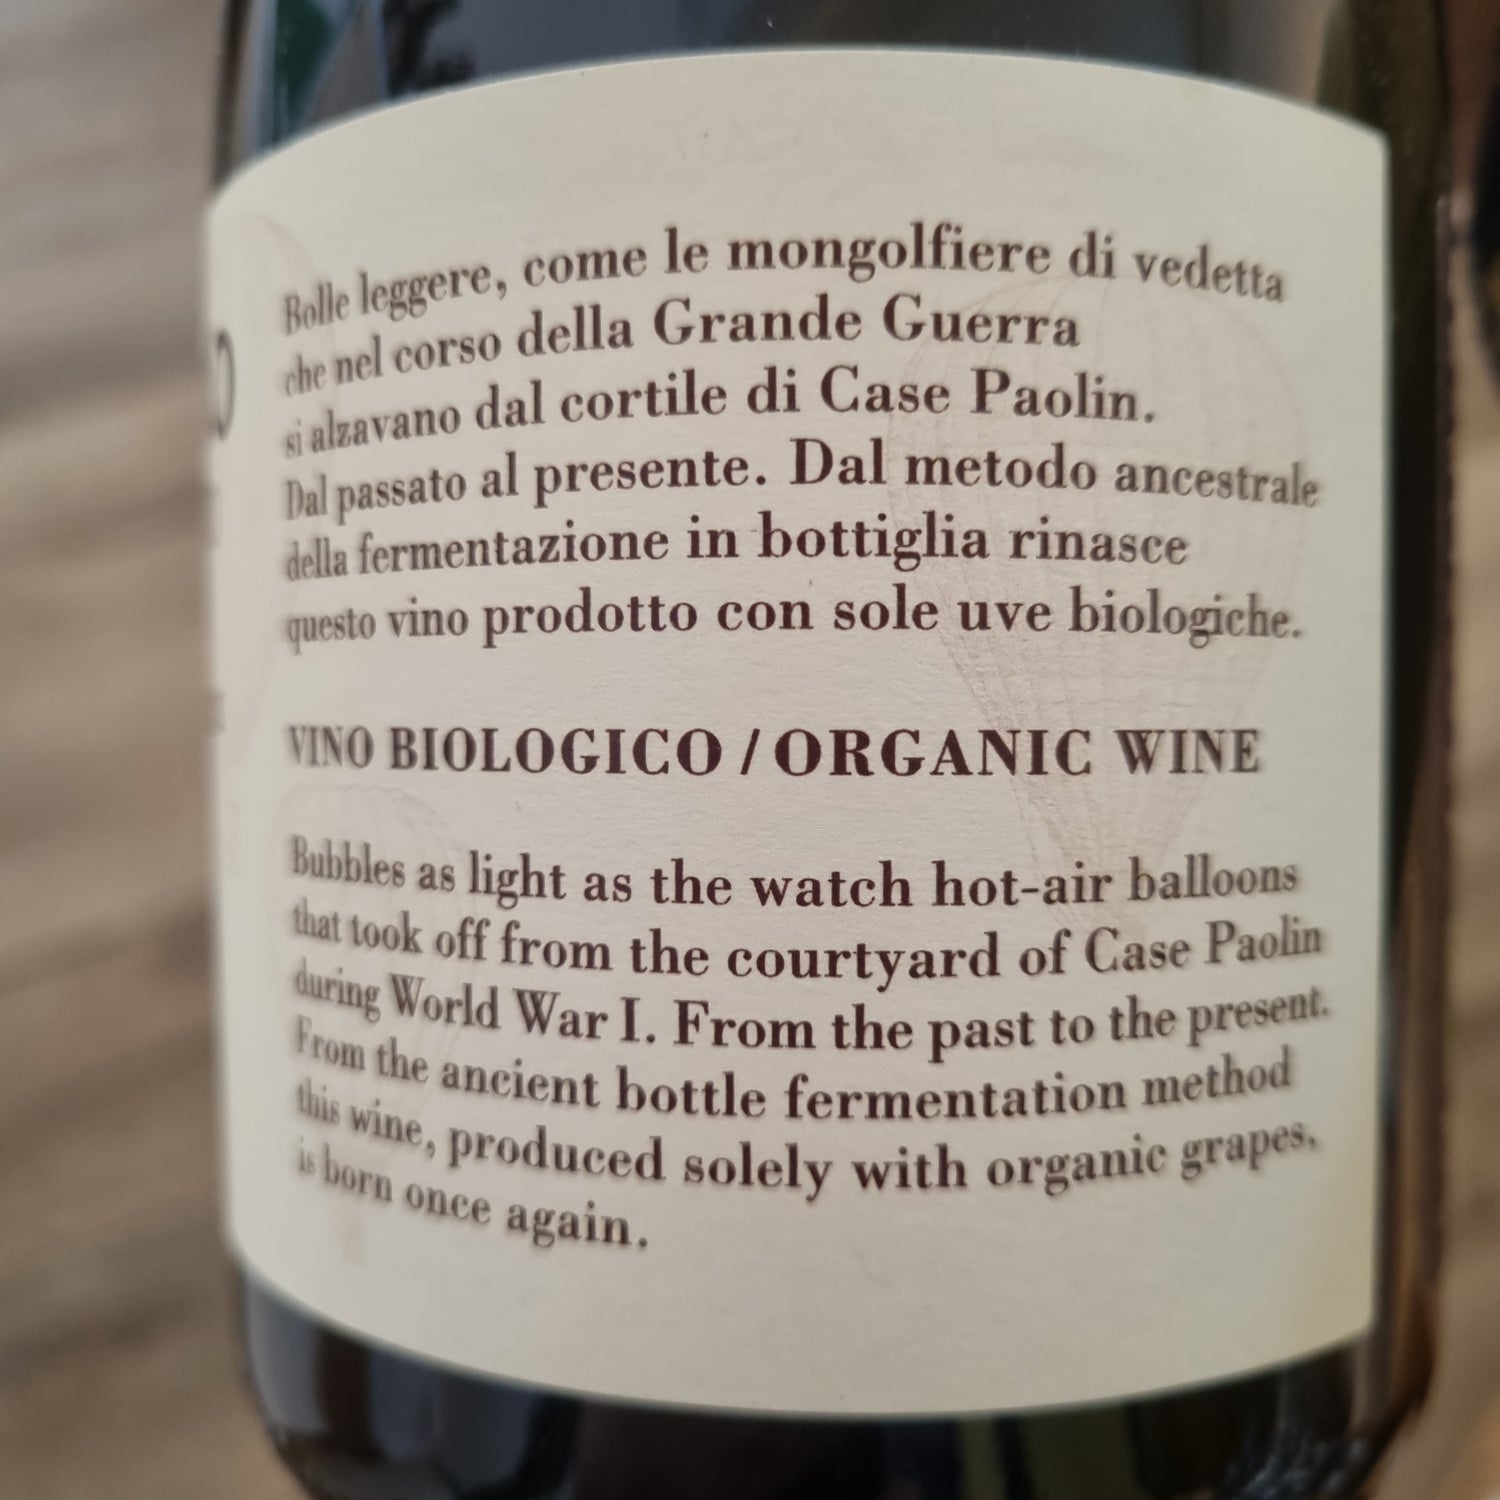 Bolle leggere, come le mongolfiere di vedetta
che nel corso della Grande Guerra
si alzavano dal cortile di Case Paolin.
Dal passato al presente. Dal metodo ancestrale
della fermentazione in bottiglia rinasce
questo vino prodotto con sole uve biologiche.
VINO BIOLOGICO / ORGANIC WINE
Bubbles as light as the watch hot-air balloons
that took off from the courtyard of Case Paolin
during World War I. From the past to the present.
From the ancient bottle fermentation method
this wine, produced solely with organic grapes,
is born once again.